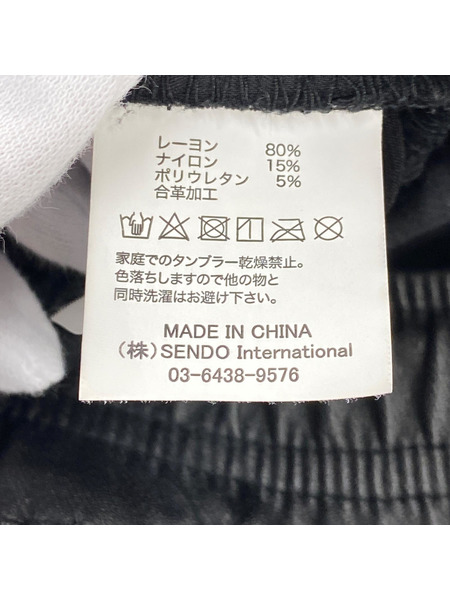 レーヨン 80%
ナイロン 15%
ポリウレタン 5%
合革加工
家庭でのタンブラー乾燥禁止。
色落ちしますので他の物と
同時洗濯はお避け下さい。
MADE IN CHINA
(株)SENDO International
03-6438-9576